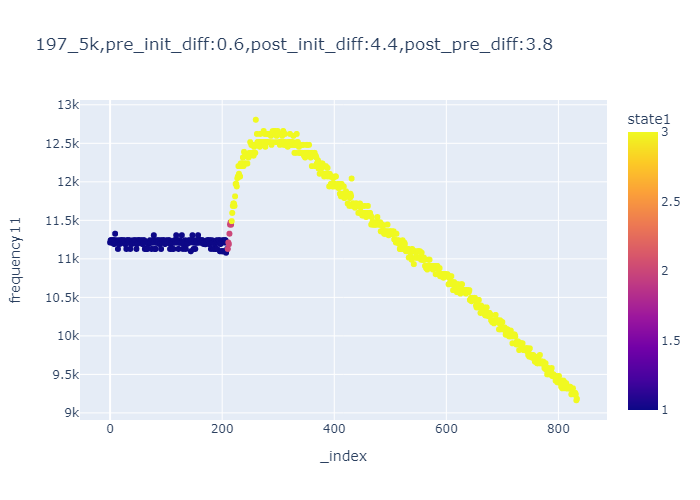 197_5k,pre_init_diff:0.6,post_init_diff:4.4,post_pre_diff:3.8
state1
13k
12.5k
12k
11.5k
11k
10.5k
10k
9.5k
9k
frequency11
0
200
400
600
800
_index
3
2.5
2
1.5
1